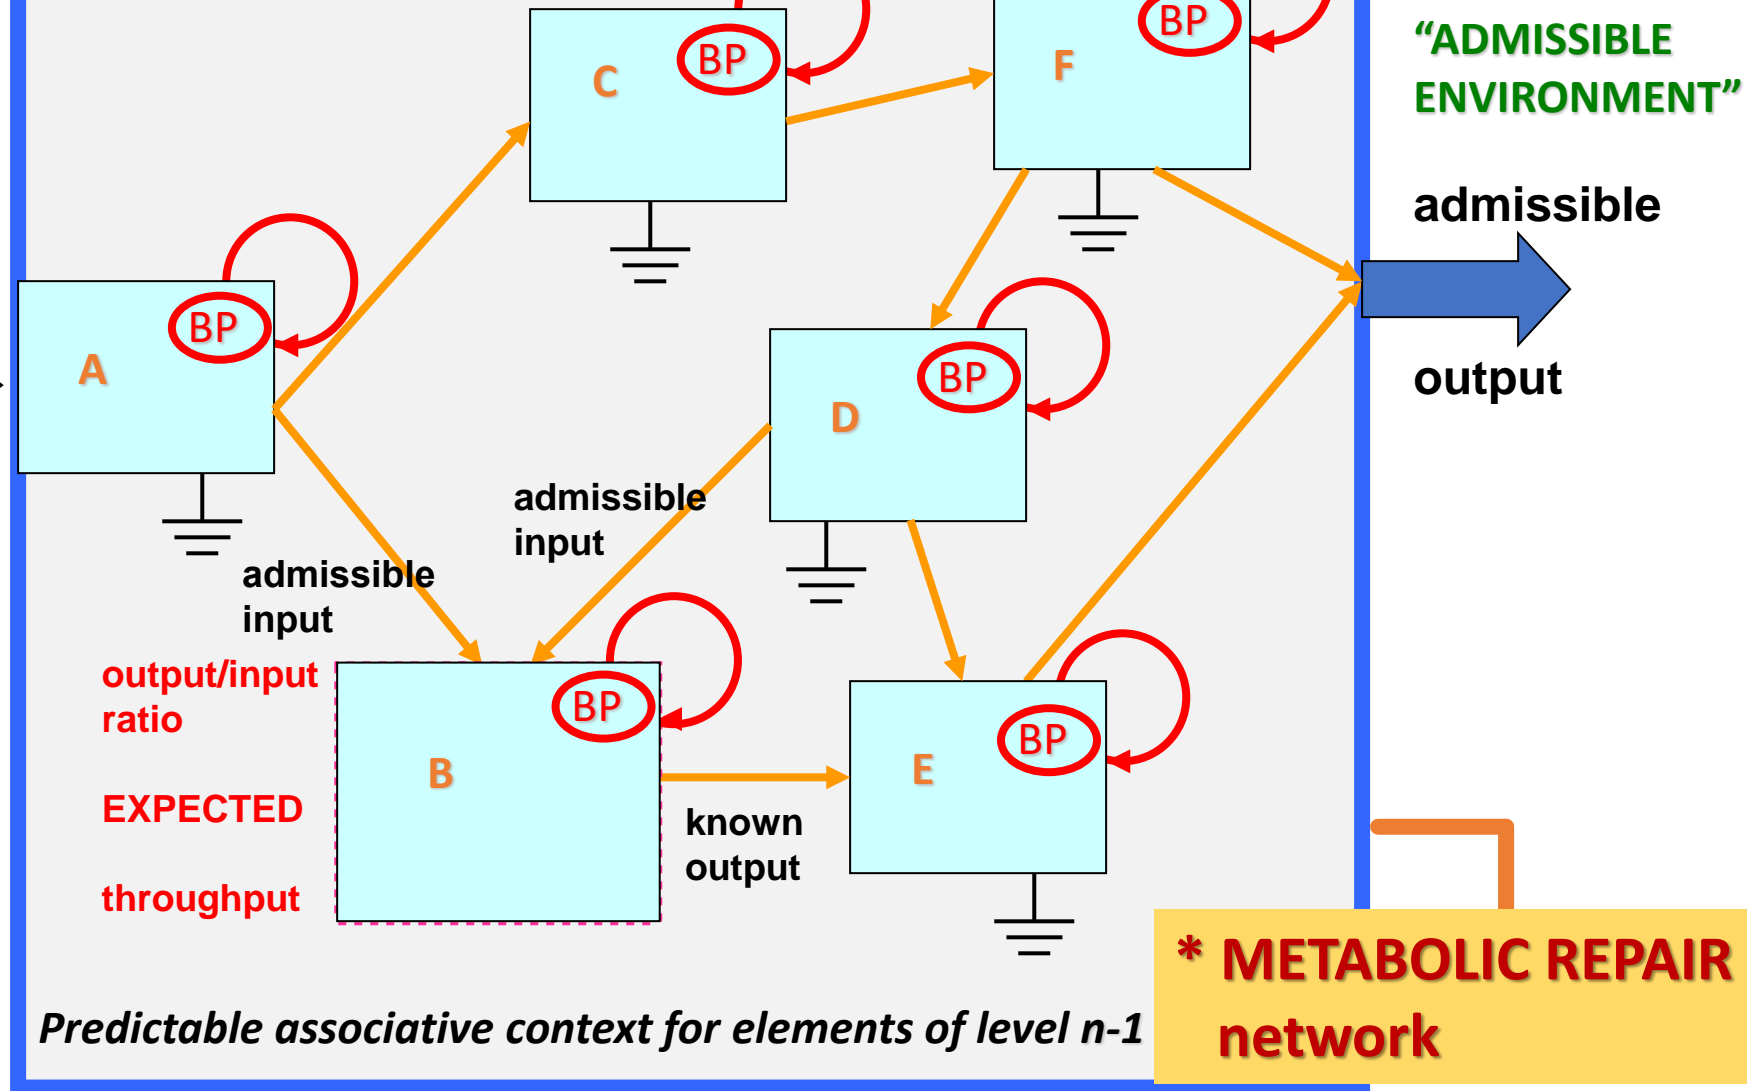 BP
C
BP
F
“ADMISSIBLE
ENVIRONMENT”
admissible
output
BP
A
BP
D
admissible
input
admissible
input
output/input
ratio
EXPECTED
throughput
BP
B
known
output
BP
E
* METABOLIC REPAIR
network
Predictable associative context for elements of level n-1